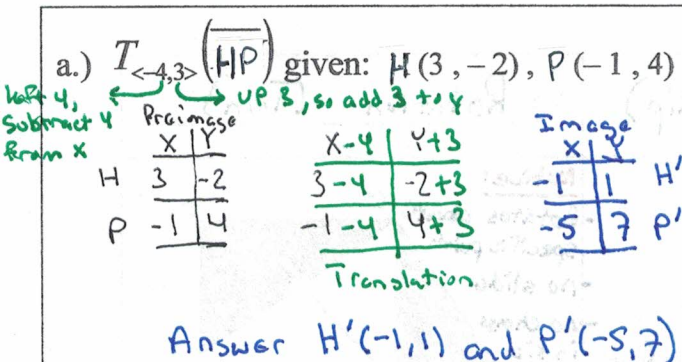 a.) T<-4,3> (HP) given: H (3 , -2) , P (-1 , 4)
left 4, subtract 4 from x
UP 3, so add 3 to y
Preimage
X | Y
H 3 | -2
P -1 | 4
X-4 | Y+3
3-4 | -2+3
-1-4 | 4+3
Translation
Image
X | Y
-1 | 1 H'
-5 | 7 P'
Answer H'(-1,1) and P'(-5,7)